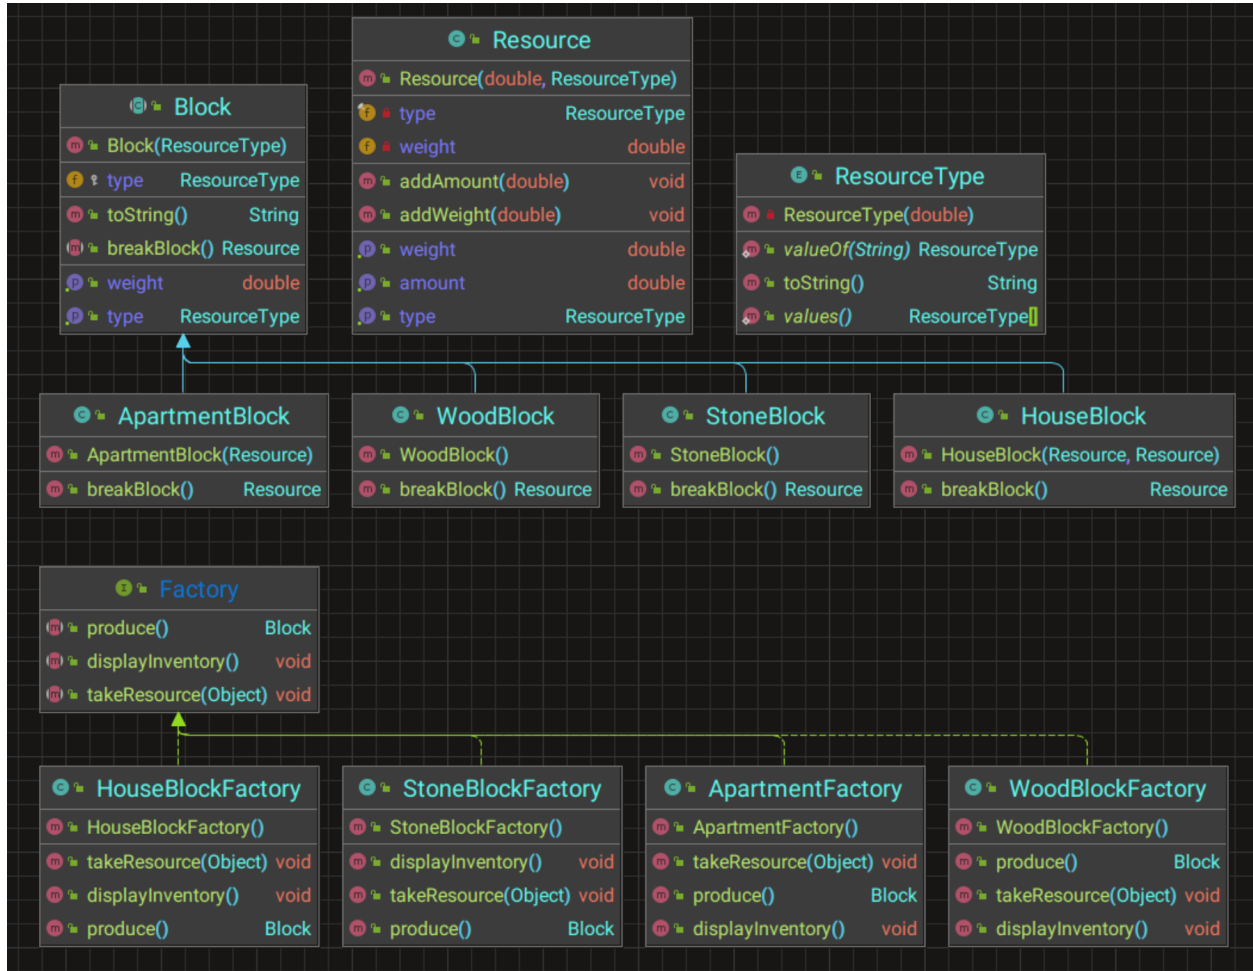 Resource
Resource(double, ResourceType)
type ResourceType
weight double
addAmount(double) void
addWeight(double) void
weight double
amount double
type ResourceType
Block
Block(ResourceType)
type ResourceType
toString() String
breakBlock() Resource
weight double
type ResourceType
ResourceType
ResourceType(double)
valueOf(String) ResourceType
toString() String
values() ResourceType[]
ApartmentBlock
ApartmentBlock(Resource)
breakBlock() Resource
WoodBlock
WoodBlock()
breakBlock() Resource
StoneBlock
StoneBlock()
breakBlock() Resource
HouseBlock
HouseBlock(Resource, Resource)
breakBlock() Resource
Factory
produce() Block
displayInventory() void
takeResource(Object) void
HouseBlockFactory
HouseBlockFactory()
takeResource(Object) void
displayInventory() void
produce() Block
StoneBlockFactory
StoneBlockFactory()
displayInventory() void
takeResource(Object) void
produce() Block
ApartmentFactory
ApartmentFactory()
takeResource(Object) void
produce() Block
displayInventory() void
WoodBlockFactory
WoodBlockFactory()
produce() Block
takeResource(Object) void
displayInventory() void